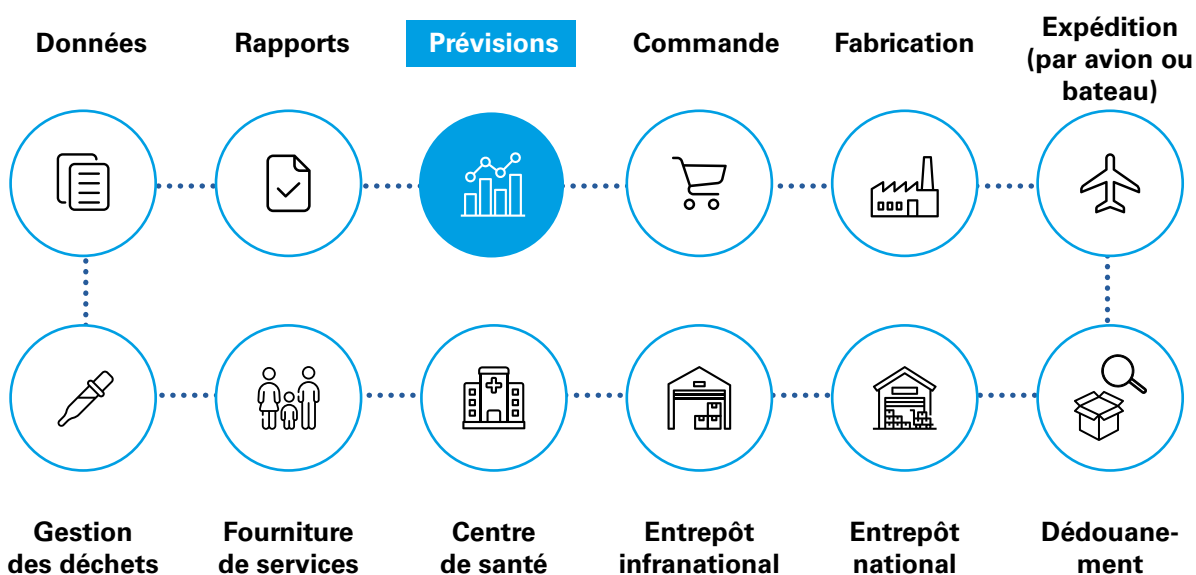 Données
Rapports
Prévisions
Commande
Fabrication
Expédition
(par avion ou
bateau)
Gestion
des déchets
Fourniture
de services
Centre
de santé
Entrepôt
infranational
Entrepôt
national
Dédouane-
ment